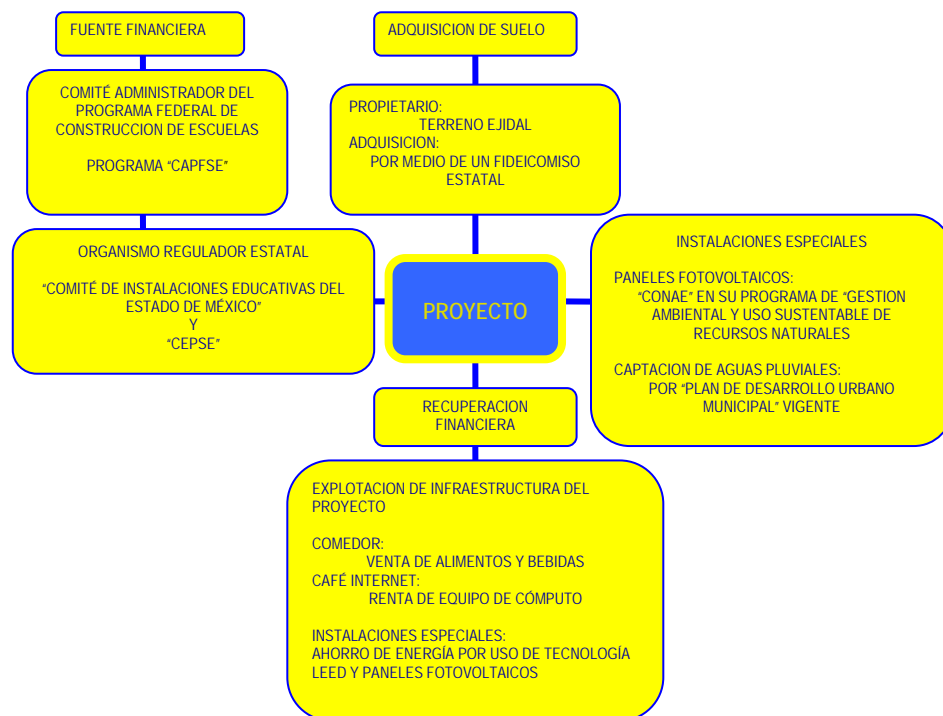 FUENTE FINANCIERA
COMITÉ ADMINISTRADOR DEL
PROGRAMA FEDERAL DE
CONSTRUCCION DE ESCUELAS
PROGRAMA “CAPFSE”
ORGANISMO REGULADOR ESTATAL
“COMITÉ DE INSTALACIONES EDUCATIVAS DEL
ESTADO DE MÉXICO”
Y
“CEPSE”
ADQUISICION DE SUELO
PROPIETARIO:
TERRENO EJIDAL
ADQUISICION:
POR MEDIO DE UN FIDEICOMISO
ESTATAL
PROYECTO
INSTALACIONES ESPECIALES
PANELES FOTOVOLTAICOS:
“CONAE” EN SU PROGRAMA DE “GESTION
AMBIENTAL Y USO SUSTENTABLE DE
RECURSOS NATURALES
CAPTACION DE AGUAS PLUVIALES:
POR “PLAN DE DESARROLLO URBANO
MUNICIPAL” VIGENTE
RECUPERACION
FINANCIERA
EXPLOTACION DE INFRAESTRUCTURA DEL
PROYECTO
COMEDOR:
VENTA DE ALIMENTOS Y BEBIDAS
CAFÉ INTERNET:
RENTA DE EQUIPO DE CÓMPUTO
INSTALACIONES ESPECIALES:
AHORRO DE ENERGÍA POR USO DE TECNOLOGÍA
LEED Y PANELES FOTOVOLTAICOS